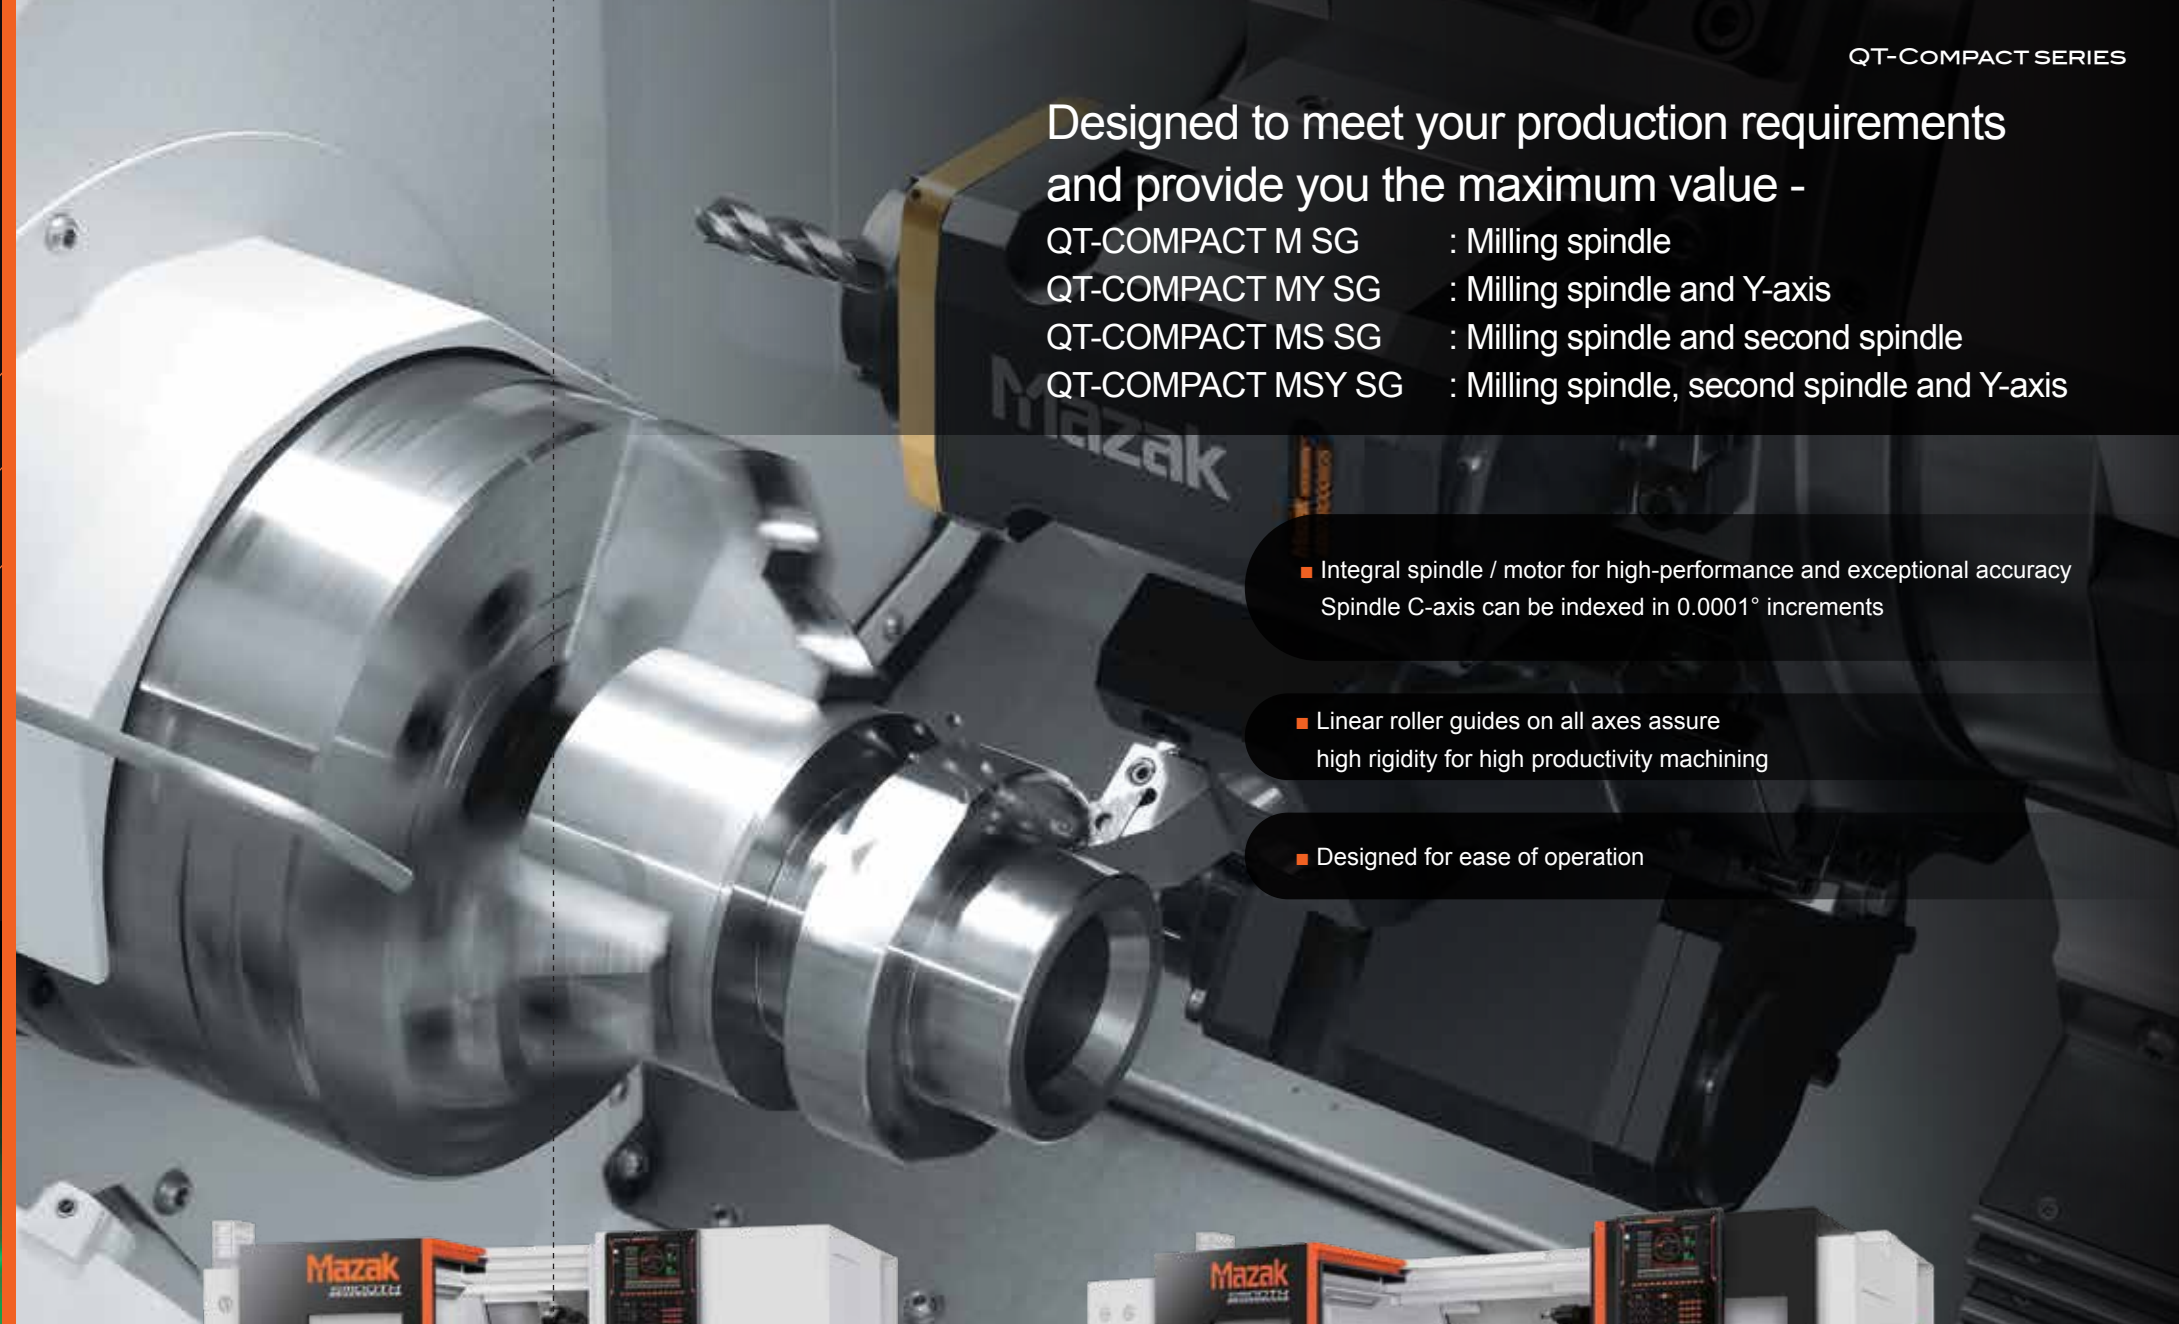 QT-COMPACT SERIES
Designed to meet your production requirements
and provide you the maximum value -
QT-COMPACT M SG : Milling spindle
QT-COMPACT MY SG : Milling spindle and Y-axis
QT-COMPACT MS SG : Milling spindle and second spindle
QT-COMPACT MSY SG : Milling spindle, second spindle and Y-axis
Mazak
■ Integral spindle / motor for high-performance and exceptional accuracy
Spindle C-axis can be indexed in 0.0001° increments
■ Linear roller guides on all axes assure
high rigidity for high productivity machining
■ Designed for ease of operation
Mazak
SMOOTH
Mazak
SMOOTH